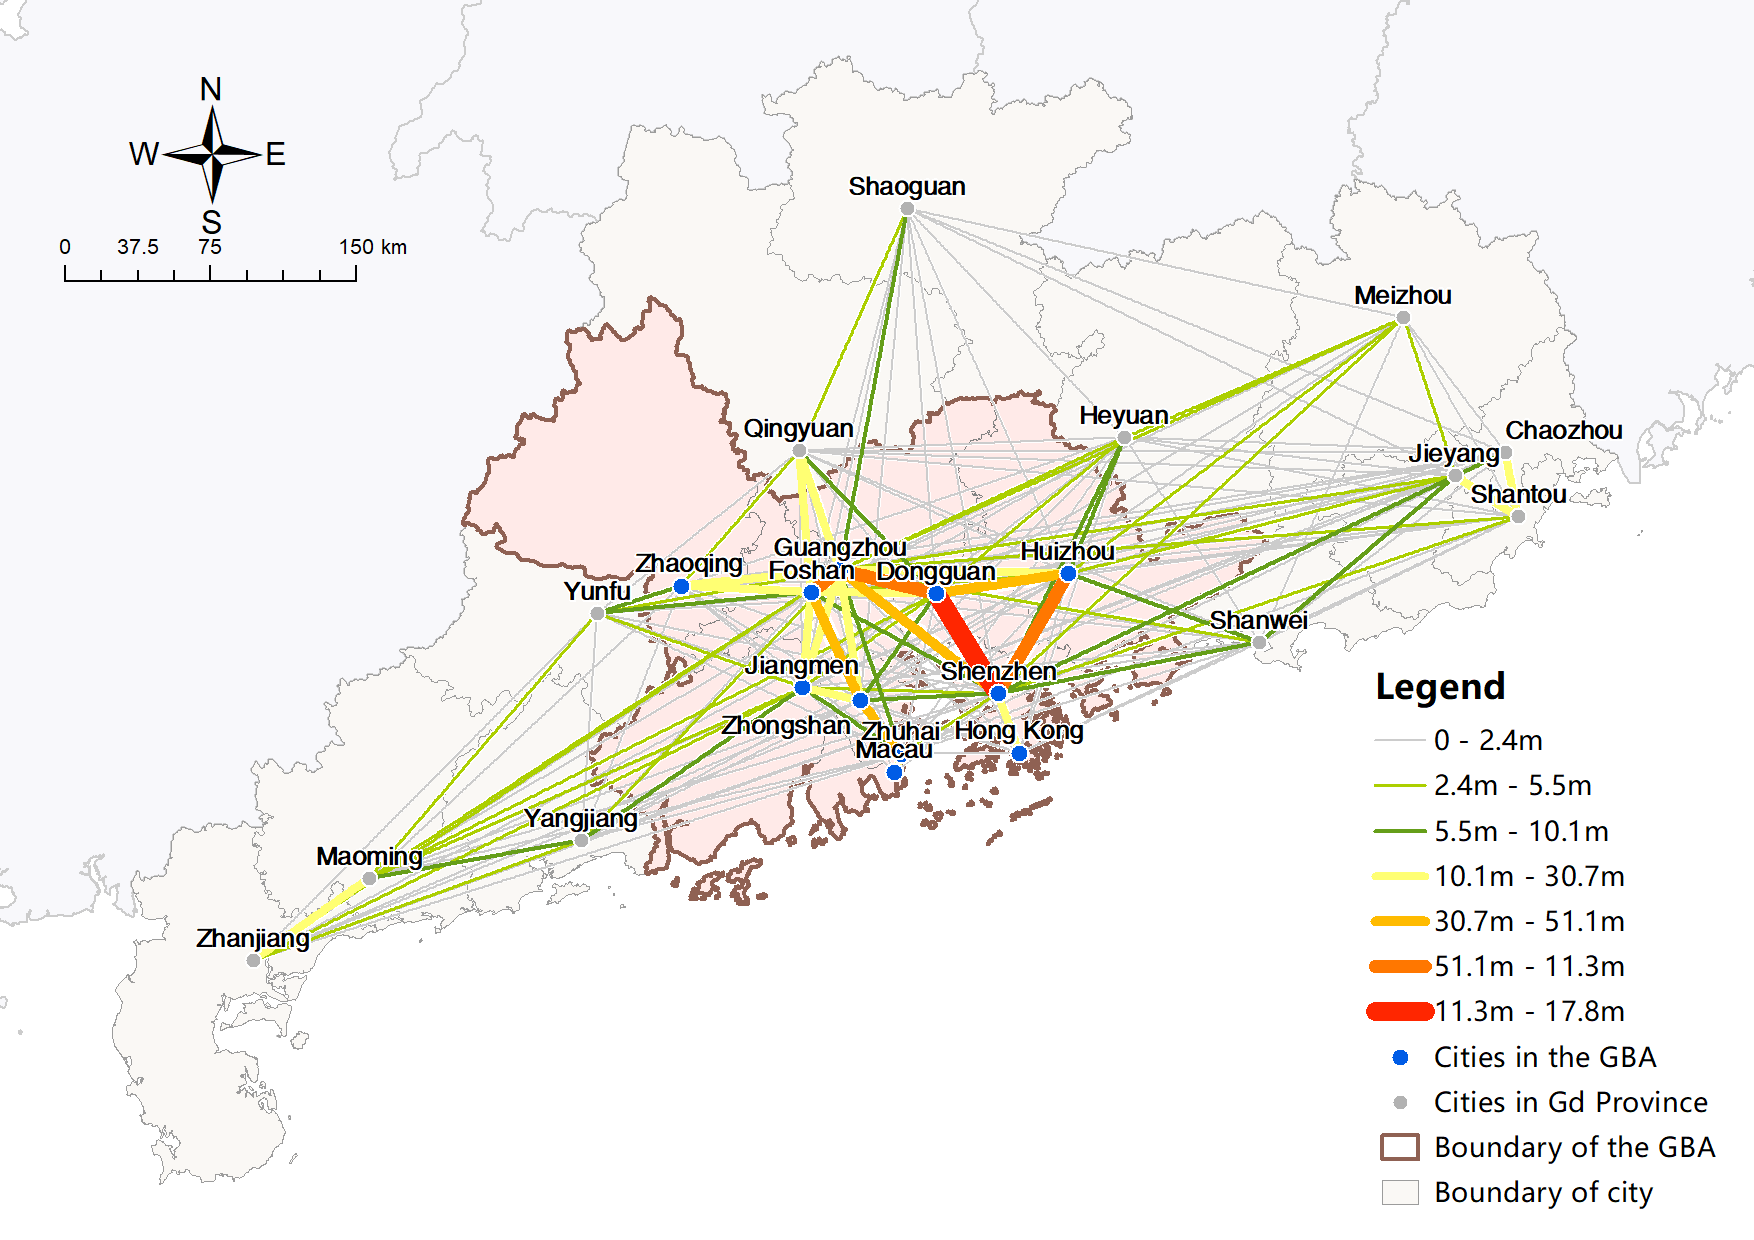 N
W E
S
0 37.5 75 150 km
Shaoguan
Meizhou
Heyuan
Qingyuan
Chaozhou
Jieyang
Shantou
Guangzhou
Huizhou
Zhaoqing
Foshan
Dongguan
Yunfu
Shanwei
Jiangmen
Shenzhen
Zhongshan
Zhuhai
Hong Kong
Macau
Yangjiang
Maoming
Zhanjiang
Legend
0 - 2.4m
2.4m - 5.5m
5.5m - 10.1m
10.1m - 30.7m
30.7m - 51.1m
51.1m - 11.3m
11.3m - 17.8m
Cities in the GBA
Cities in Gd Province
Boundary of the GBA
Boundary of city